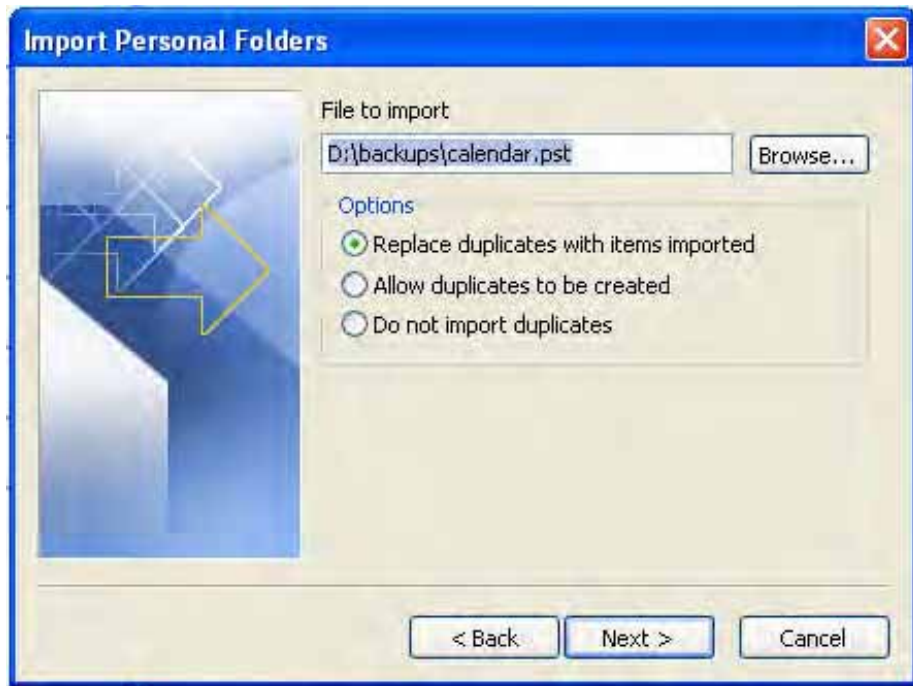 Import Personal Folders
File to import
D:\backups\calendar.pst
Browse...
Options
Replace duplicates with items imported
Allow duplicates to be created
Do not import duplicates
< Back
Next >
Cancel